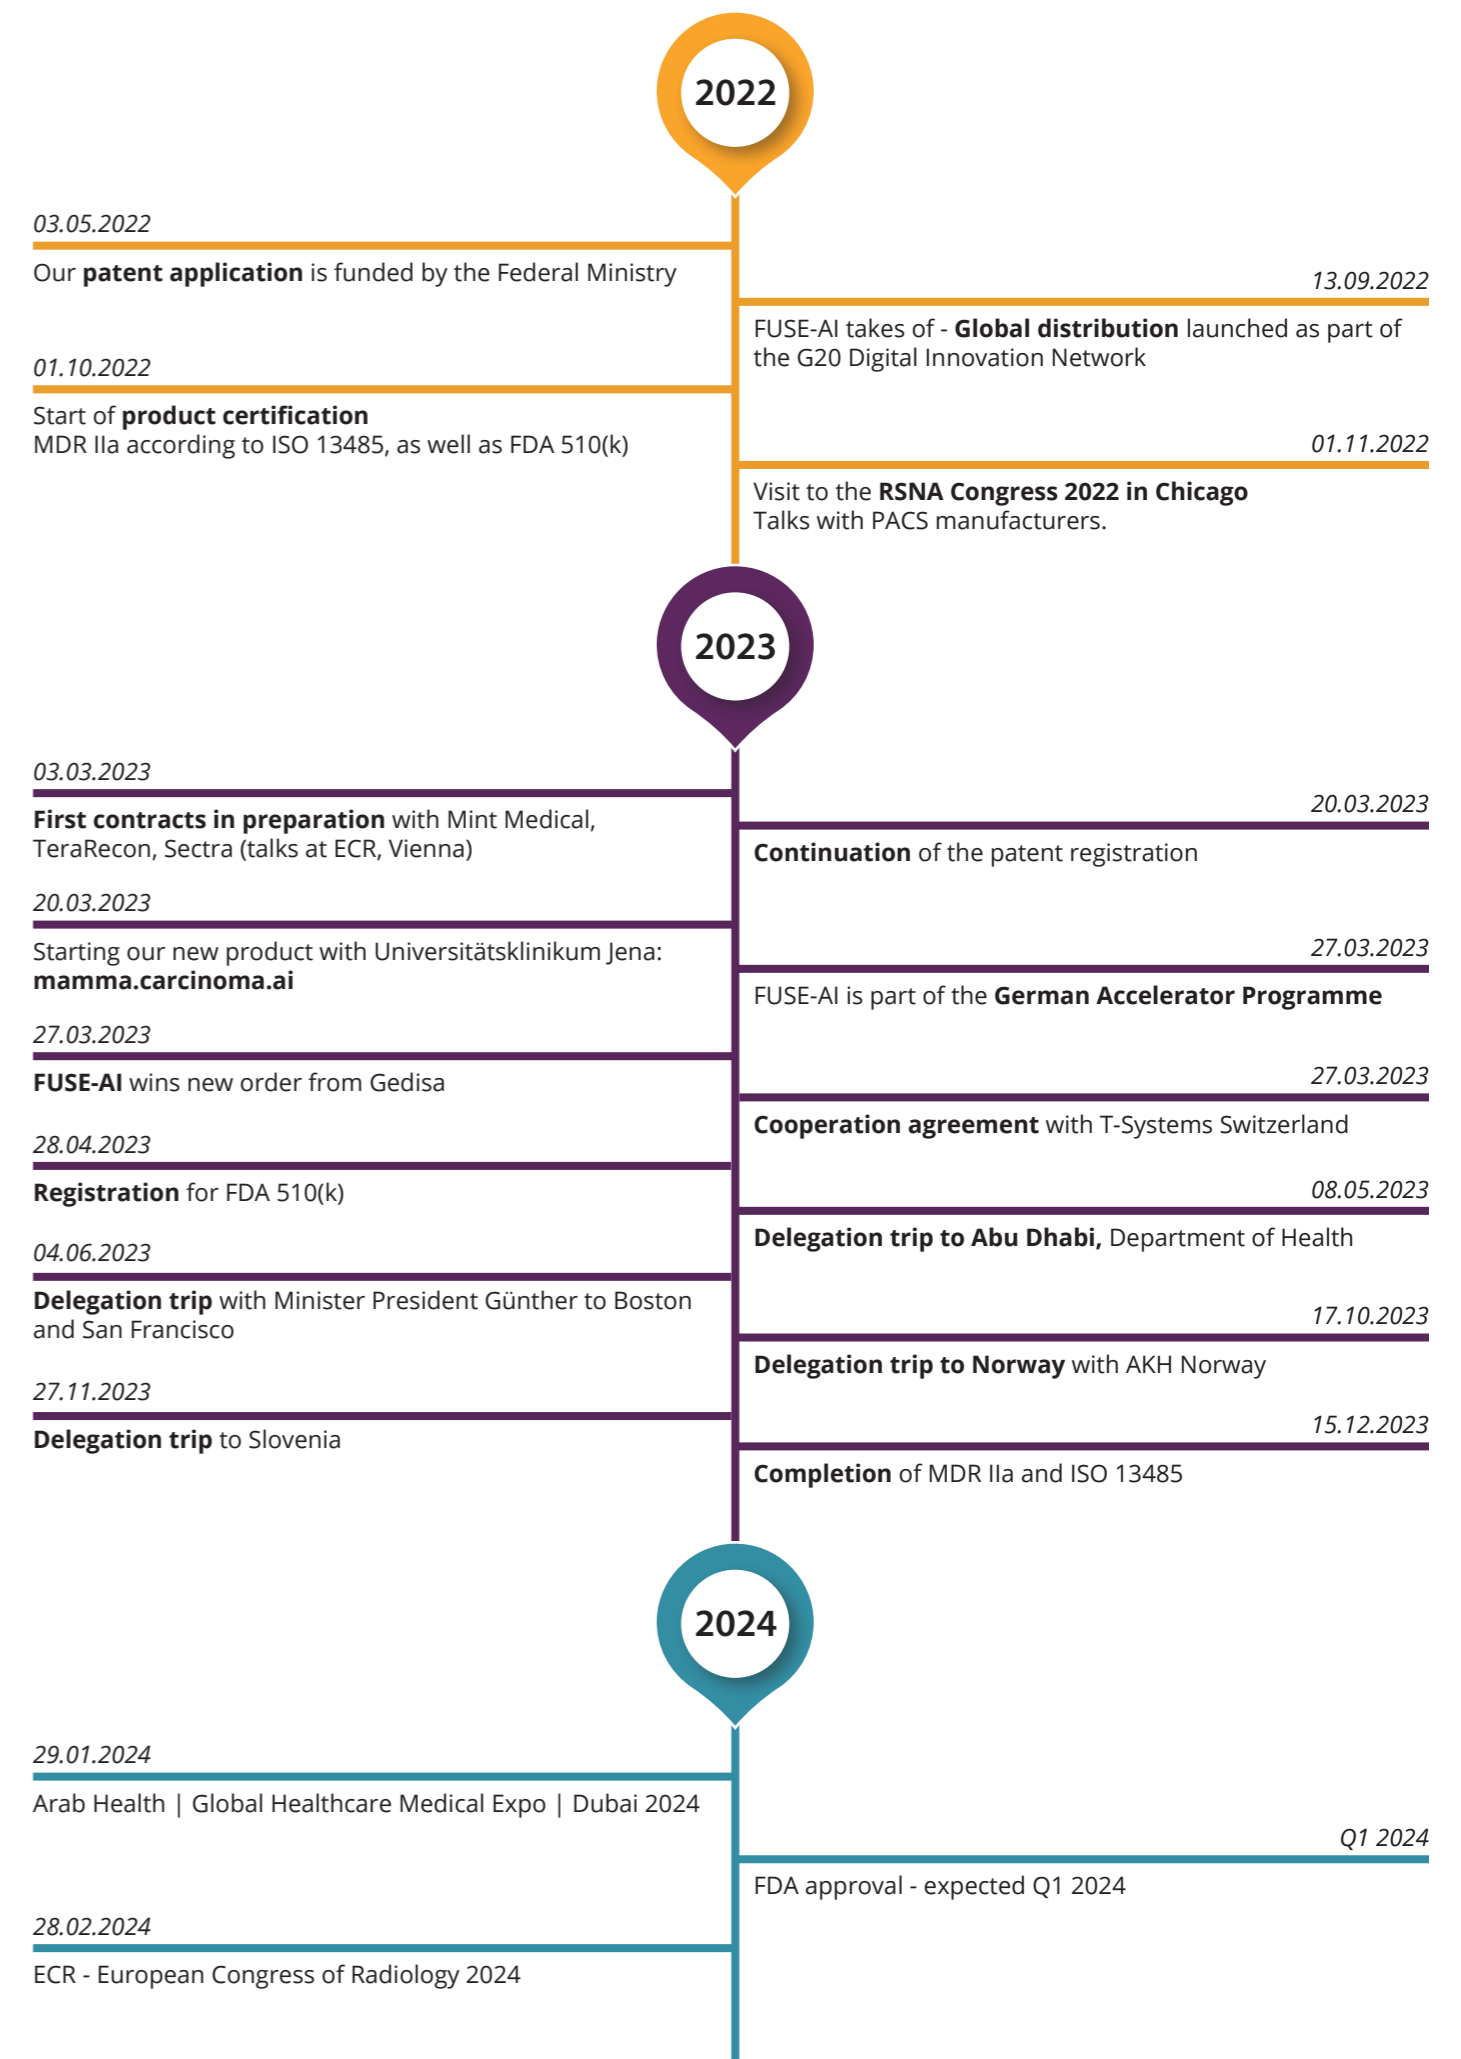 2022
03.05.2022
Our patent application is funded by the Federal Ministry
13.09.2022
FUSE-AI takes of - Global distribution launched as part of
the G20 Digital Innovation Network
01.10.2022
Start of product certification
MDR IIa according to ISO 13485, as well as FDA 510(k)
01.11.2022
Visit to the RSNA Congress 2022 in Chicago
Talks with PACS manufacturers.
2023
03.03.2023
First contracts in preparation with Mint Medical,
TeraRecon, Sectra (talks at ECR, Vienna)
20.03.2023
Continuation of the patent registration
20.03.2023
Starting our new product with Universitätsklinikum Jena:
mamma.carcinoma.ai
27.03.2023
FUSE-AI is part of the German Accelerator Programme
27.03.2023
FUSE-AI wins new order from Gedisa
27.03.2023
Cooperation agreement with T-Systems Switzerland
28.04.2023
Registration for FDA 510(k)
08.05.2023
Delegation trip to Abu Dhabi, Department of Health
04.06.2023
Delegation trip with Minister President Günther to Boston
and San Francisco
17.10.2023
Delegation trip to Norway with AKH Norway
27.11.2023
Delegation trip to Slovenia
15.12.2023
Completion of MDR IIa and ISO 13485
2024
29.01.2024
Arab Health | Global Healthcare Medical Expo | Dubai 2024
Q1 2024
FDA approval - expected Q1 2024
28.02.2024
ECR - European Congress of Radiology 2024